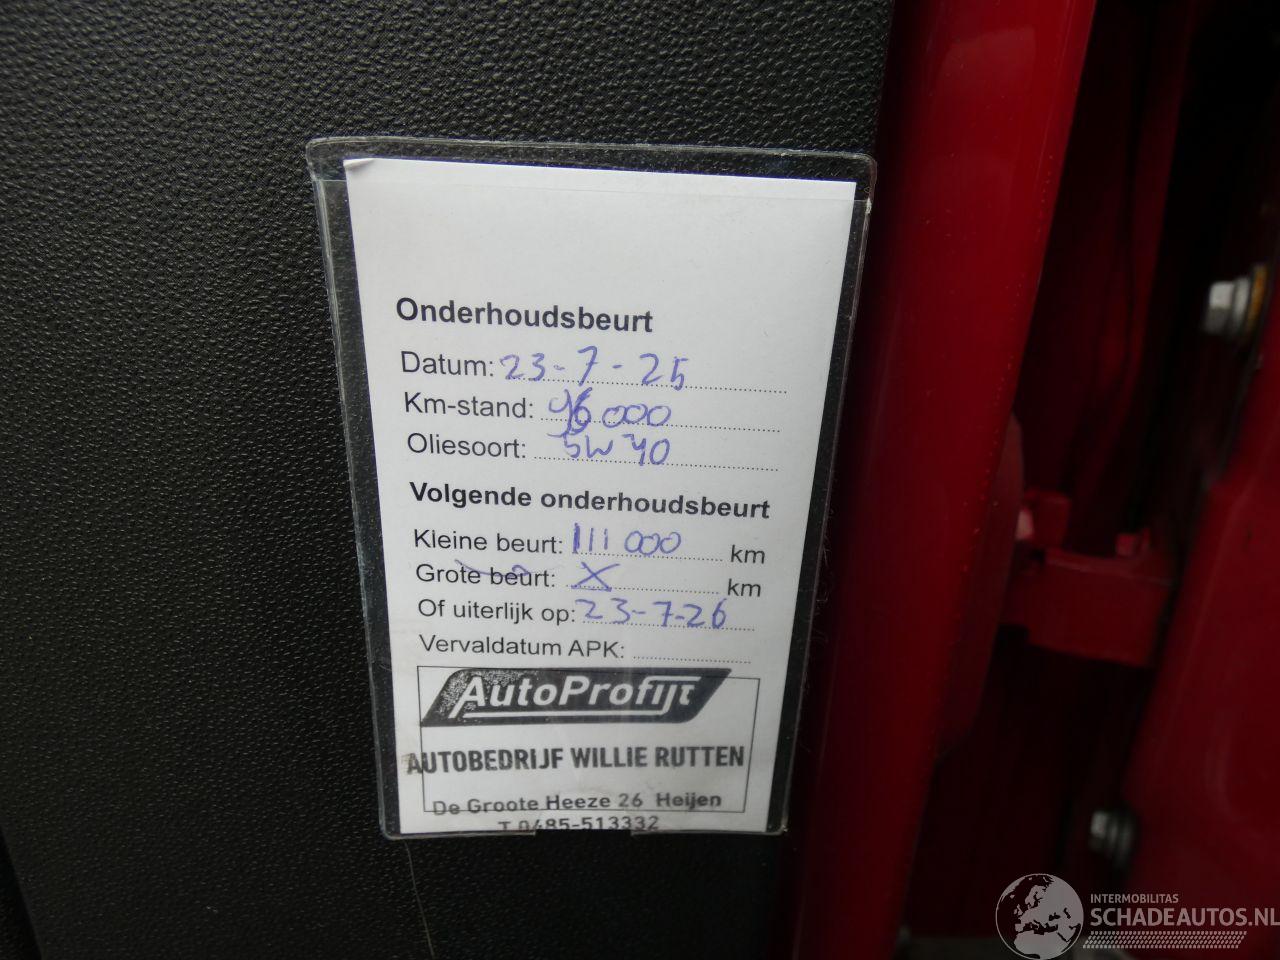 Onderhoudsbeurt
Datum: 23-7-25
Km-stand: 96000
Oliesoort: 5W40
Volgende onderhoudsbeurt
Kleine beurt: 111 000 km
Grote beurt: X km
Of uiterlijk op: 23-7-26
Vervaldatum APK:
AutoProfijt
AUTOBEDRIJF WILLIE RUTTEN
De Groote Heeze 26 Heijen
T 0485-513332
INTERMOBILITAS
SCHADEAUTOS.NL